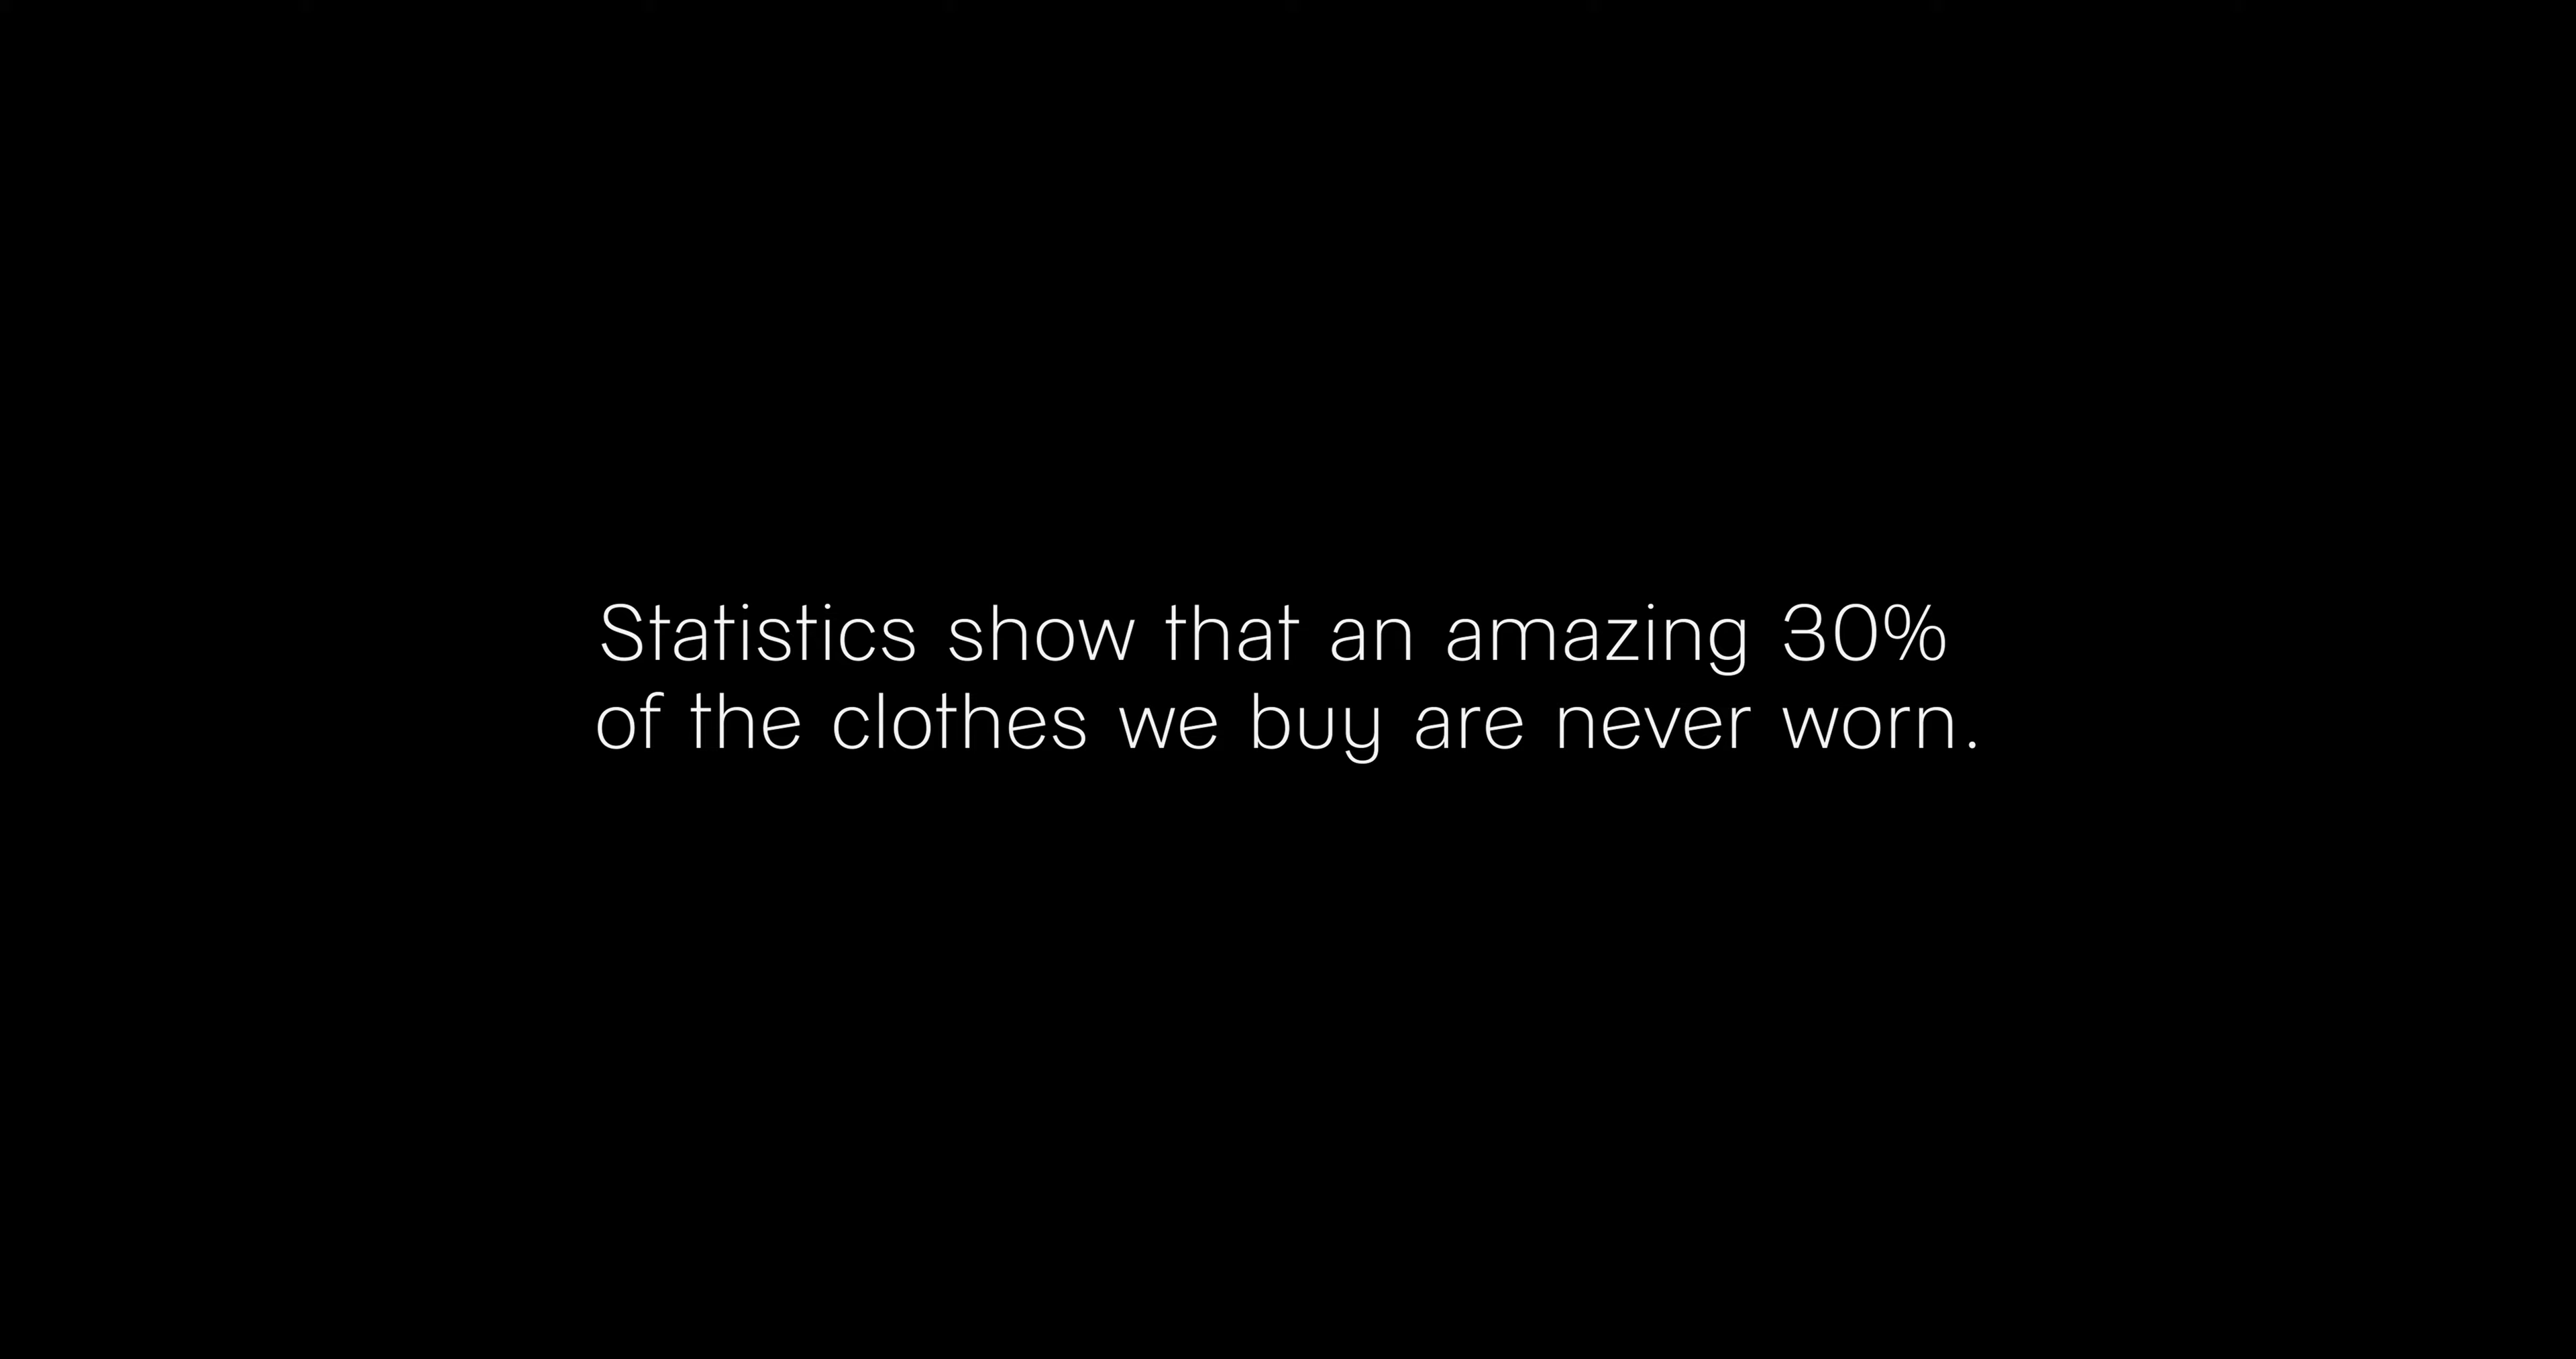 Statistics show that an amazing 30%
of the clothes we buy are never worn.